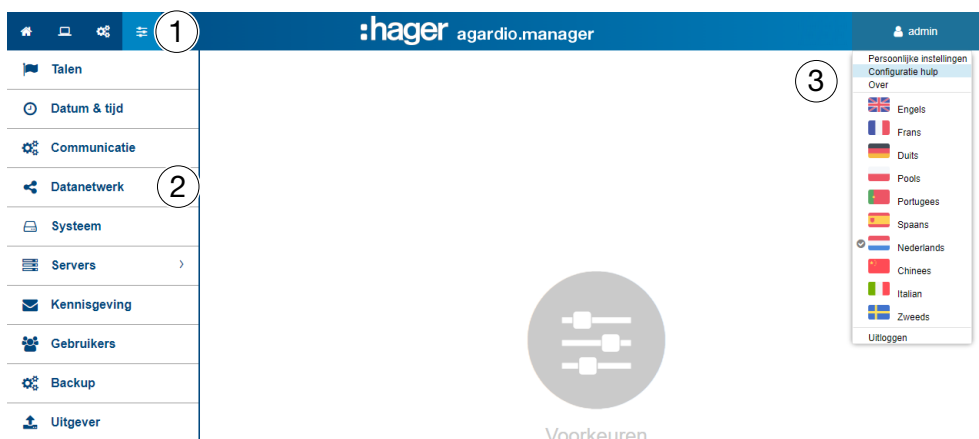 1
:hager agardio.manager
admin
Talen
Datum & tijd
Communicatie
Datanetwerk
2
Systeem
Servers
Kennisgeving
Gebruikers
Backup
Uitgever
Voorkeuren
3
Persoonlijke instellingen
Configuratie hulp
Over
Engels
Frans
Duits
Pools
Portugees
Spaans
Nederlands
Chinees
Italian
Zweeds
Uitloggen